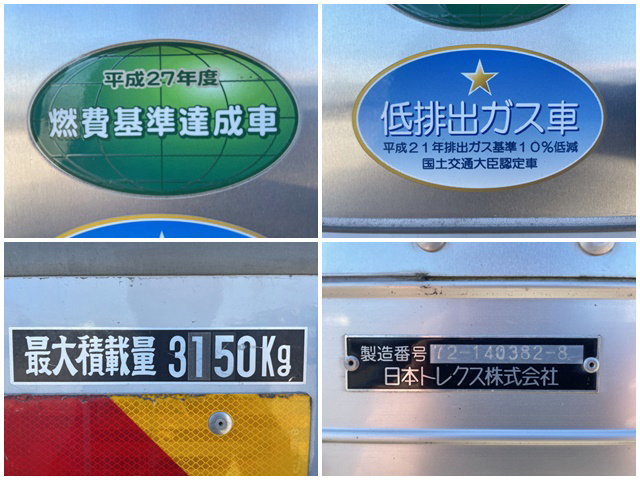 平成27年度
燃費基準達成車
低排出ガス車
平成21年排出ガス基準10%低減
国土交通大臣認定車
最大積載量 3150Kg
製造番号 72-140382-8
日本トレクス株式会社